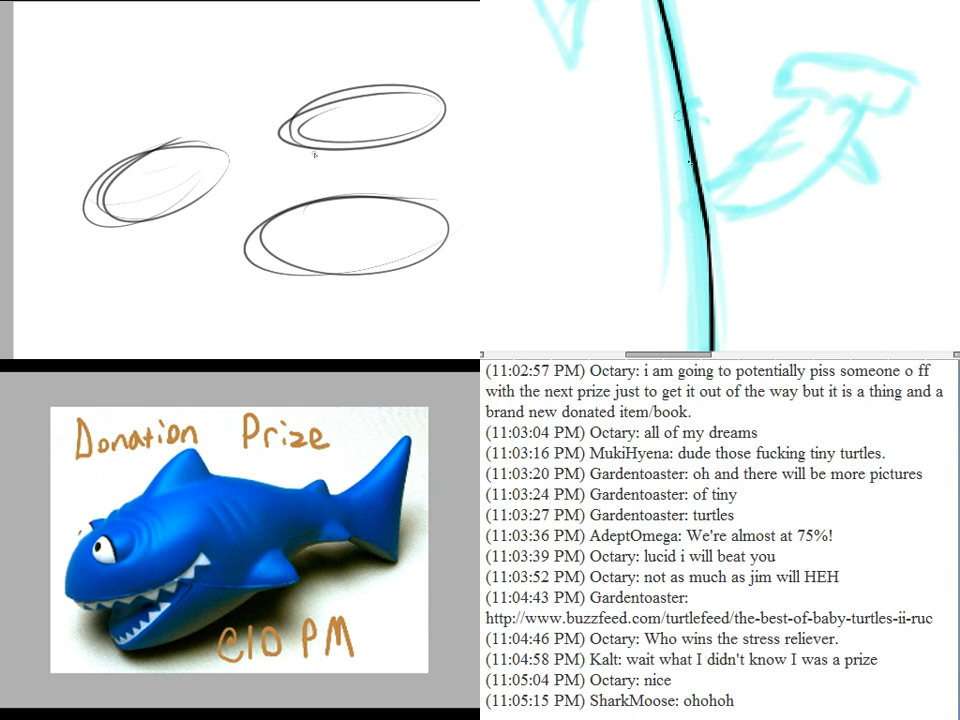 Donation Prize
@10 PM
(11:02:57 PM) Octary: i am going to potentially piss someone o ff
with the next prize just to get it out of the way but it is a thing and a
brand new donated item/book.
(11:03:04 PM) Octary: all of my dreams
(11:03:16 PM) MukiHyena: dude those fucking tiny turtles.
(11:03:20 PM) Gardentoaster: oh and there will be more pictures
(11:03:24 PM) Gardentoaster: of tiny
(11:03:27 PM) Gardentoaster: turtles
(11:03:36 PM) AdeptOmega: We're almost at 75%!
(11:03:39 PM) Octary: lucid i will beat you
(11:03:52 PM) Octary: not as much as jim will HEH
(11:04:43 PM) Gardentoaster:
http://www.buzzfeed.com/turtlefeed/the-best-of-baby-turtles-ii-ruc
(11:04:46 PM) Octary: Who wins the stress reliever.
(11:04:58 PM) Kalt: wait what I didn't know I was a prize
(11:05:04 PM) Octary: nice
(11:05:15 PM) SharkMoose: ohohoh